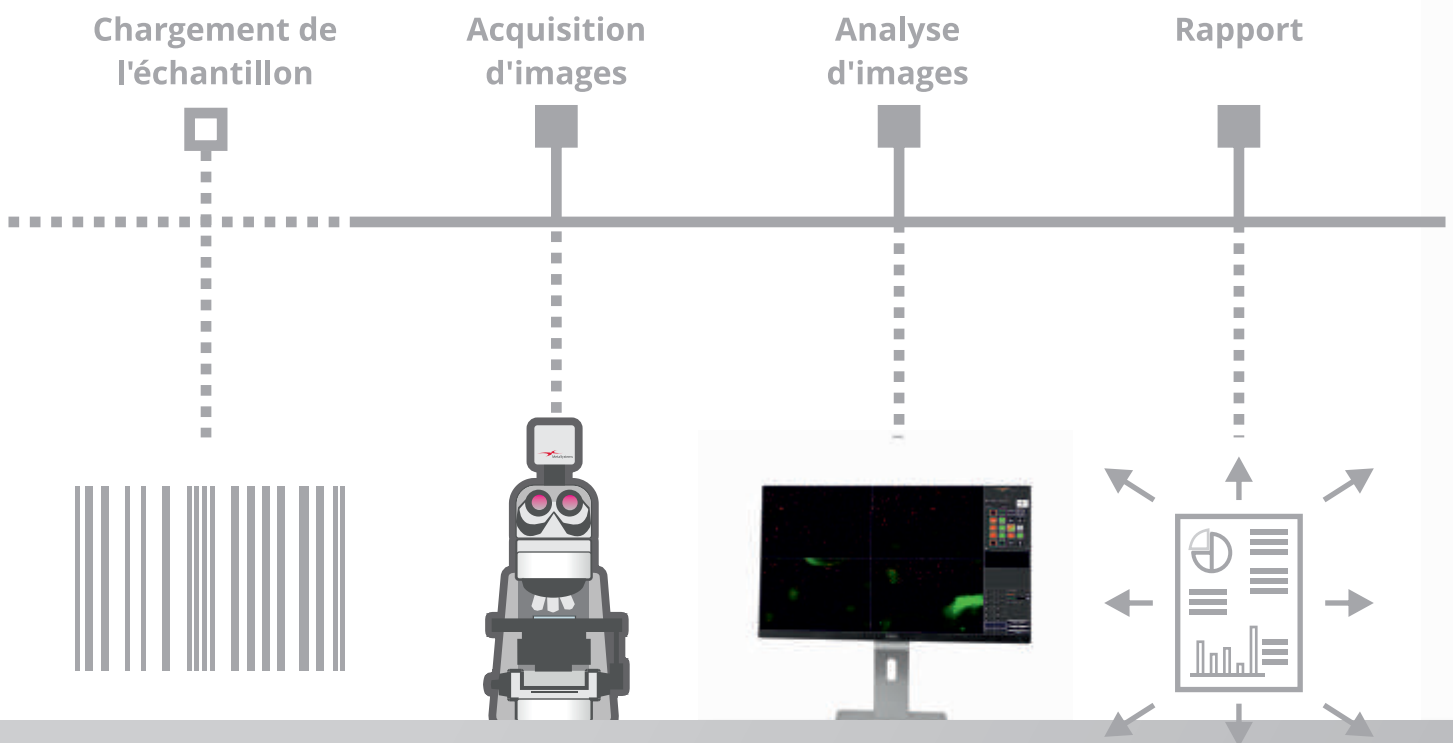 Chargement de
l'échantillon
Acquisition
d'images
Analyse
d'images
Rapport